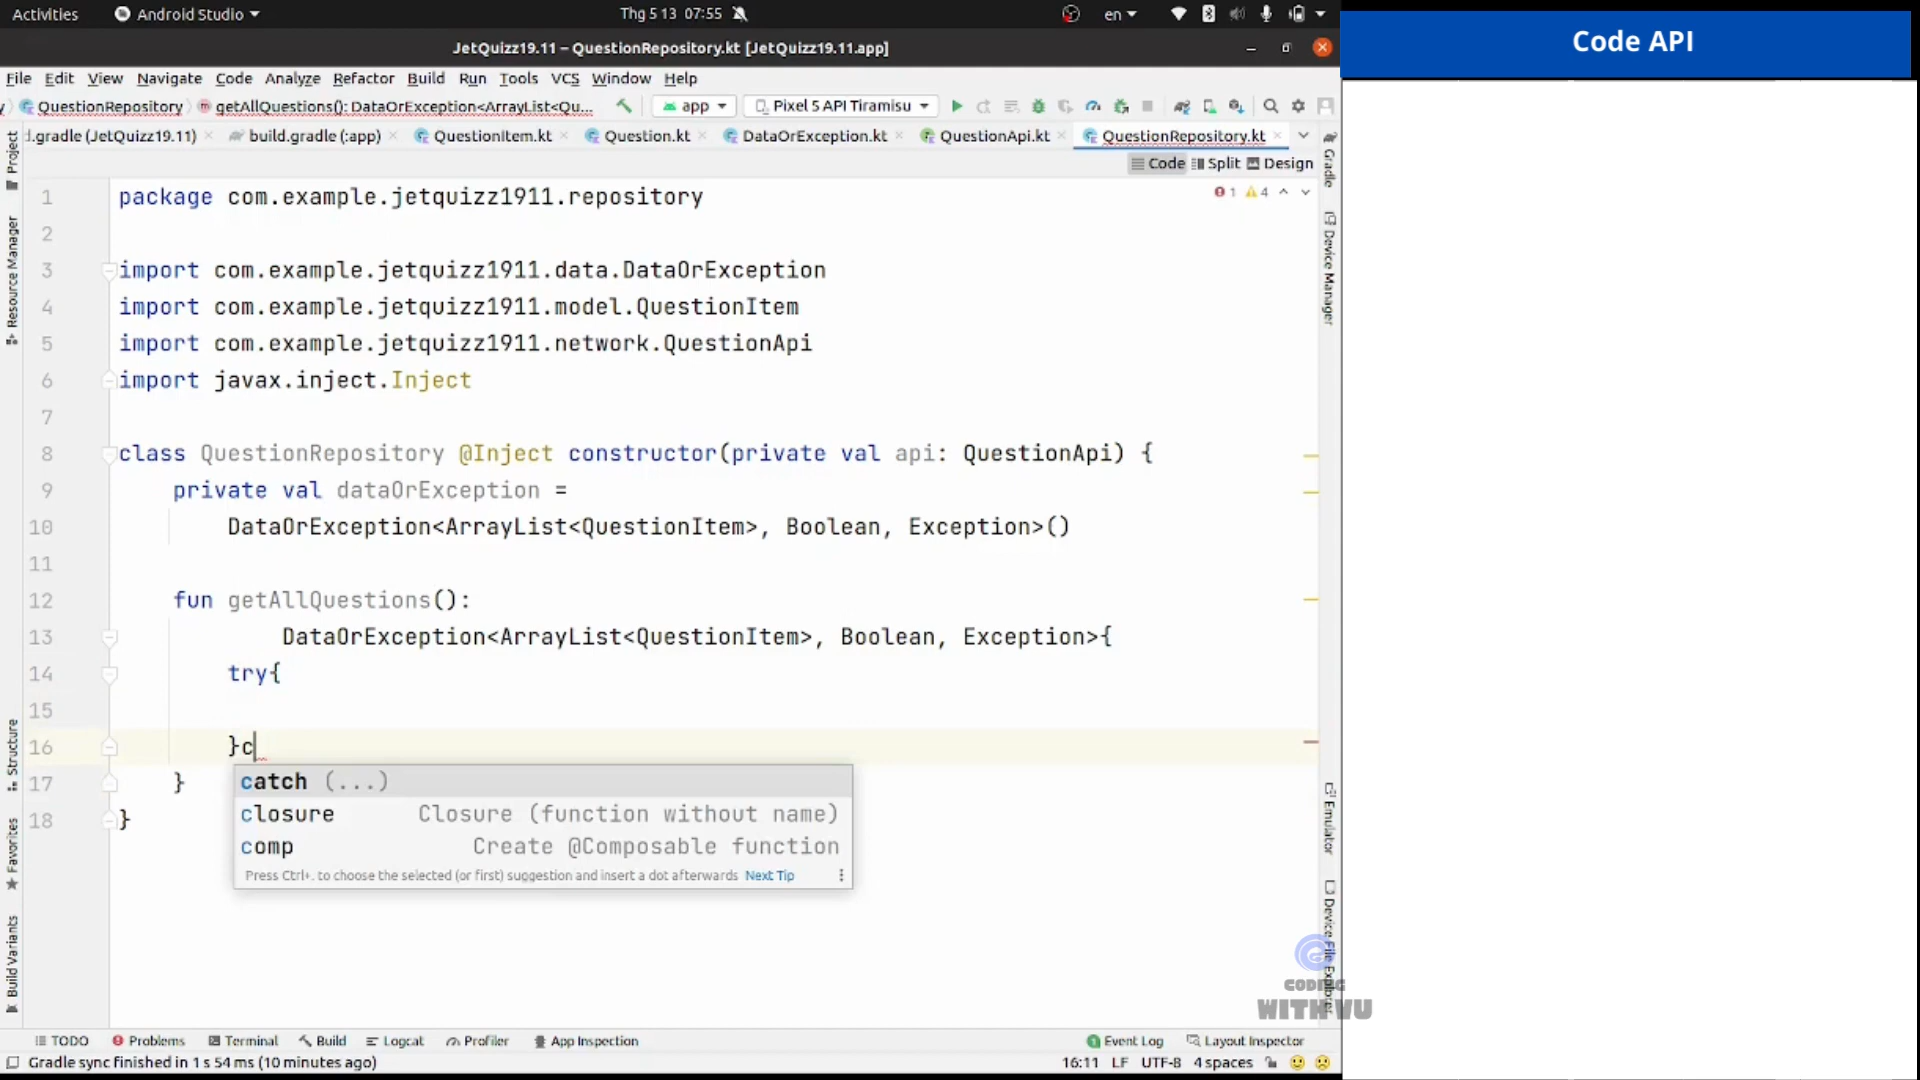 Activities Android Studio Thg 5 13 07:55 en
JetQuizz19.11 – QuestionRepository.kt [JetQuizz19.11.app]
File Edit View Navigate Code Analyze Refactor Build Run Tools VCS Window Help
QuestionRepository getAllQuestions(): DataOrException<ArrayList<Qu... app Pixel 5 API Tiramisu
d.gradle (JetQuizz19.11) build.gradle (:app) QuestionItem.kt Question.kt DataOrException.kt QuestionApi.kt QuestionRepository.kt
Code Split Design
1 4
1 package com.example.jetquizz1911.repository
2
3 import com.example.jetquizz1911.data.DataOrException
4 import com.example.jetquizz1911.model.QuestionItem
5 import com.example.jetquizz1911.network.QuestionApi
6 import javax.inject.Inject
7
8 class QuestionRepository @Inject constructor(private val api: QuestionApi) {
9 private val dataOrException =
10 DataOrException<ArrayList<QuestionItem>, Boolean, Exception>()
11
12 fun getAllQuestions():
13 DataOrException<ArrayList<QuestionItem>, Boolean, Exception>{
14 try{
15
16 }c
17 }
18 }
catch (...)
closure Closure (function without name)
comp Create @Composable function
Press Ctrl+. to choose the selected (or first) suggestion and insert a dot afterwards Next Tip
Project
Resource Manager
Structure
Favorites
Build Variants
Gradle
Device Manager
Emulator
Device File Explorer
CODING
WITH VU
TODO Problems Terminal Build Logcat Profiler App Inspection Event Log Layout Inspector
Gradle sync finished in 1 s 54 ms (10 minutes ago) 16:11 LF UTF-8 4 spaces
Code API